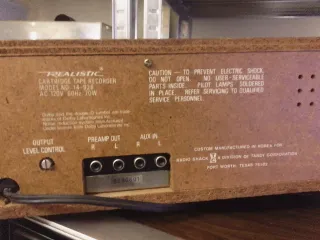 REALISTIC
CARTRIDGE TAPE RECORDER
MODEL NO. 14-936
AC 120V 60Hz 70W
CAUTION — TO PREVENT ELECTRIC SHOCK,
DO NOT OPEN. NO USER-SERVICEABLE
PARTS INSIDE. PILOT LAMPS SOLDERED
IN PLACE. REFER SERVICING TO QUALIFIED
SERVICE PERSONNEL.
OUTPUT
LEVEL CONTROL
PREAMP OUT
R L
AUX-IN
R L
CUSTOM MANUFACTURED IN KOREA FOR
RADIO SHACK A DIVISION OF TANDY CORPORATION
FORT WORTH, TEXAS 76102